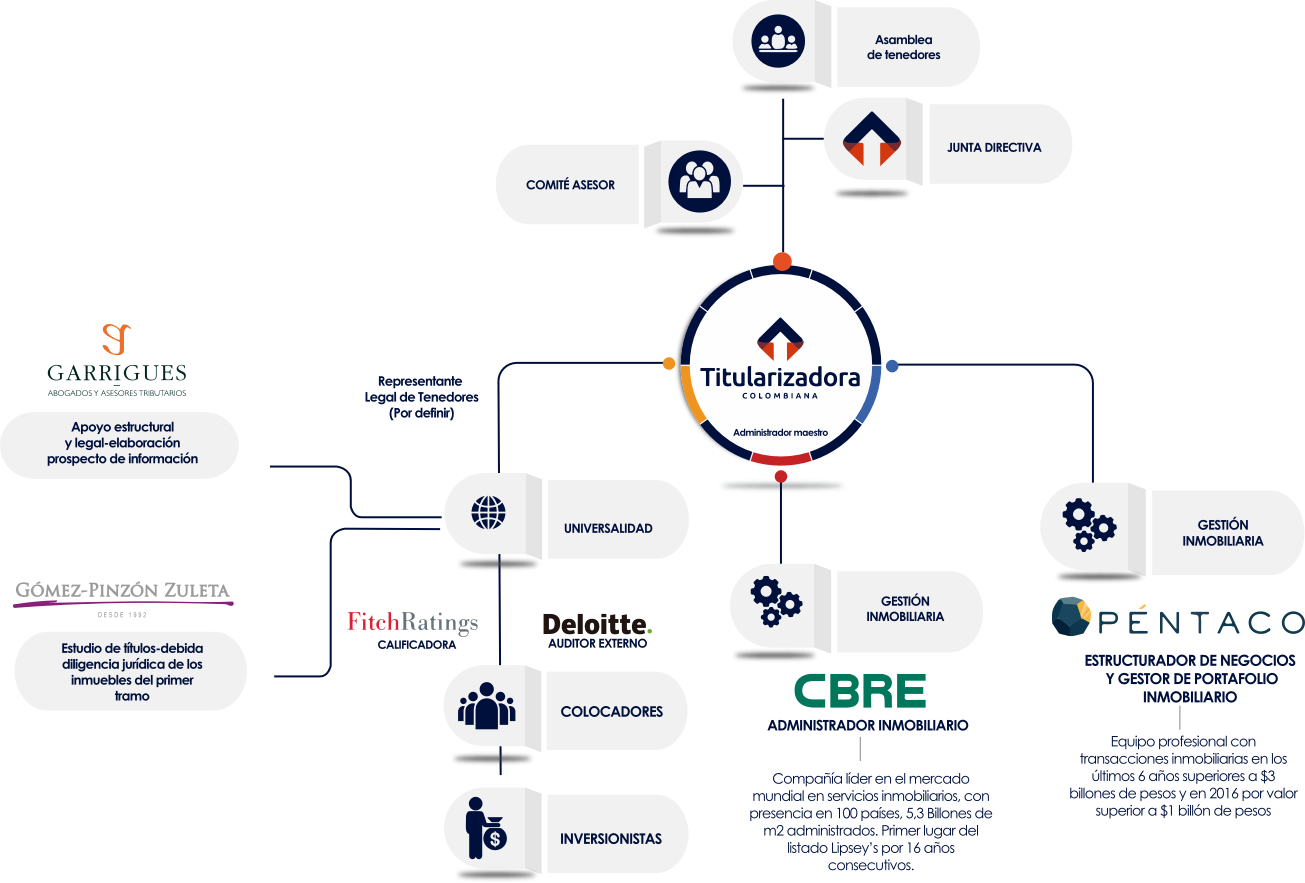 Asamblea
de tenedores
JUNTA DIRECTIVA
COMITÉ ASESOR
Titularizadora
COLOMBIANA
Administrador maestro
GARRIGUES
ABOGADOS Y ASESORES TRIBUTARIOS
Apoyo estructural
y legal-elaboración
prospecto de información
Representante
Legal de Tenedores
(Por definir)
UNIVERSALIDAD
GÓMEZ-PINZÓN ZULETA
DESDE 1992
Estudio de títulos-debida
diligencia jurídica de los
inmuebles del primer
tramo
FitchRatings
CALIFICADORA
Deloitte.
AUDITOR EXTERNO
COLOCADORES
$
INVERSIONISTAS
GESTIÓN
INMOBILIARIA
CBRE
ADMINISTRADOR INMOBILIARIO
Compañía líder en el mercado
mundial en servicios inmobiliarios, con
presencia en 100 países, 5,3 Billones de
m2 administrados. Primer lugar del
listado Lipsey’s por 16 años
consecutivos.
GESTIÓN
INMOBILIARIA
PÉNTACO
ESTRUCTURADOR DE NEGOCIOS
Y GESTOR DE PORTAFOLIO
INMOBILIARIO
Equipo profesional con
transacciones inmobiliarias en los
últimos 6 años superiores a $3
billones de pesos y en 2016 por valor
superior a $1 billón de pesos